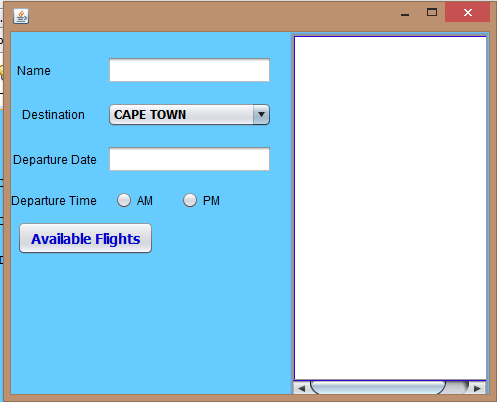 Name
Destination CAPE TOWN
Departure Date
Departure Time AM PM
Available Flights